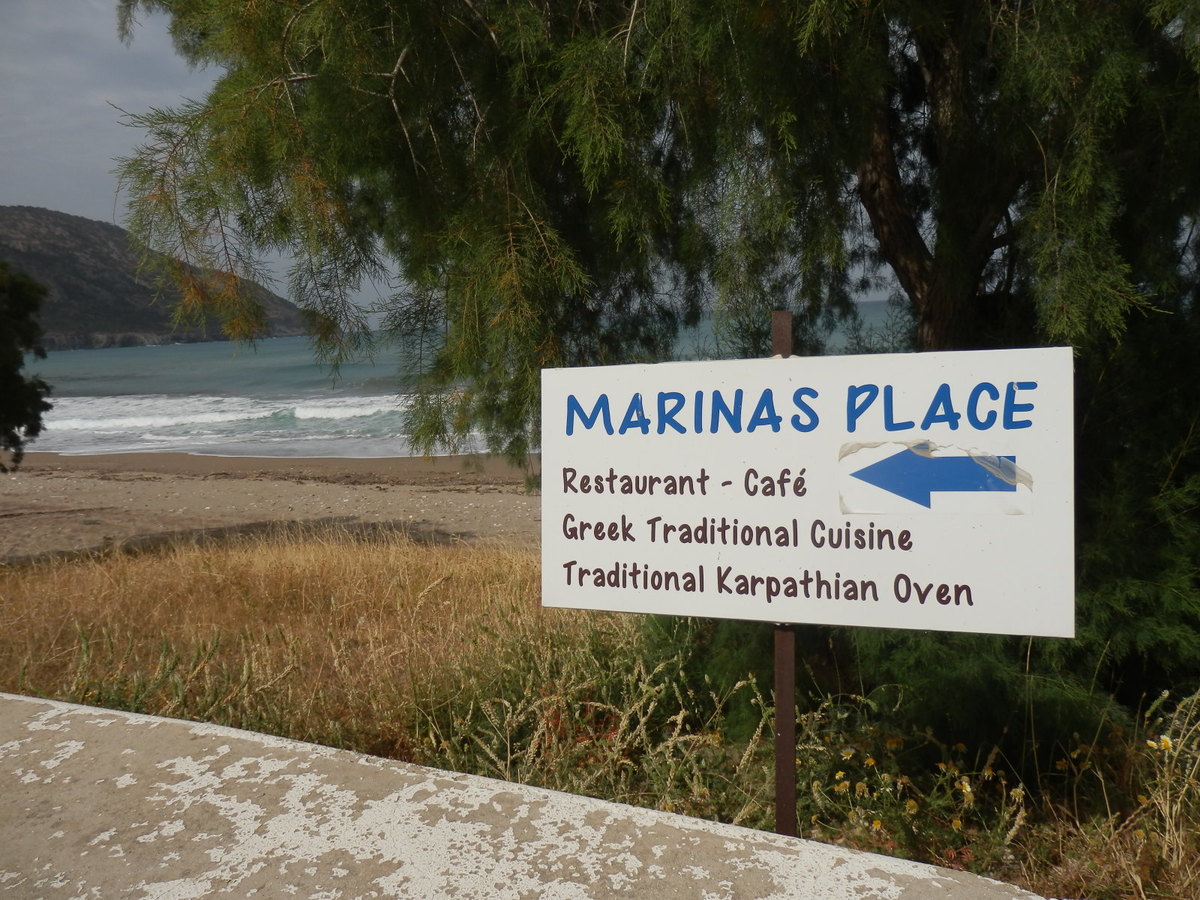 MARINAS PLACE
Restaurant - Café
Greek Traditional Cuisine
Traditional Karpathian Oven